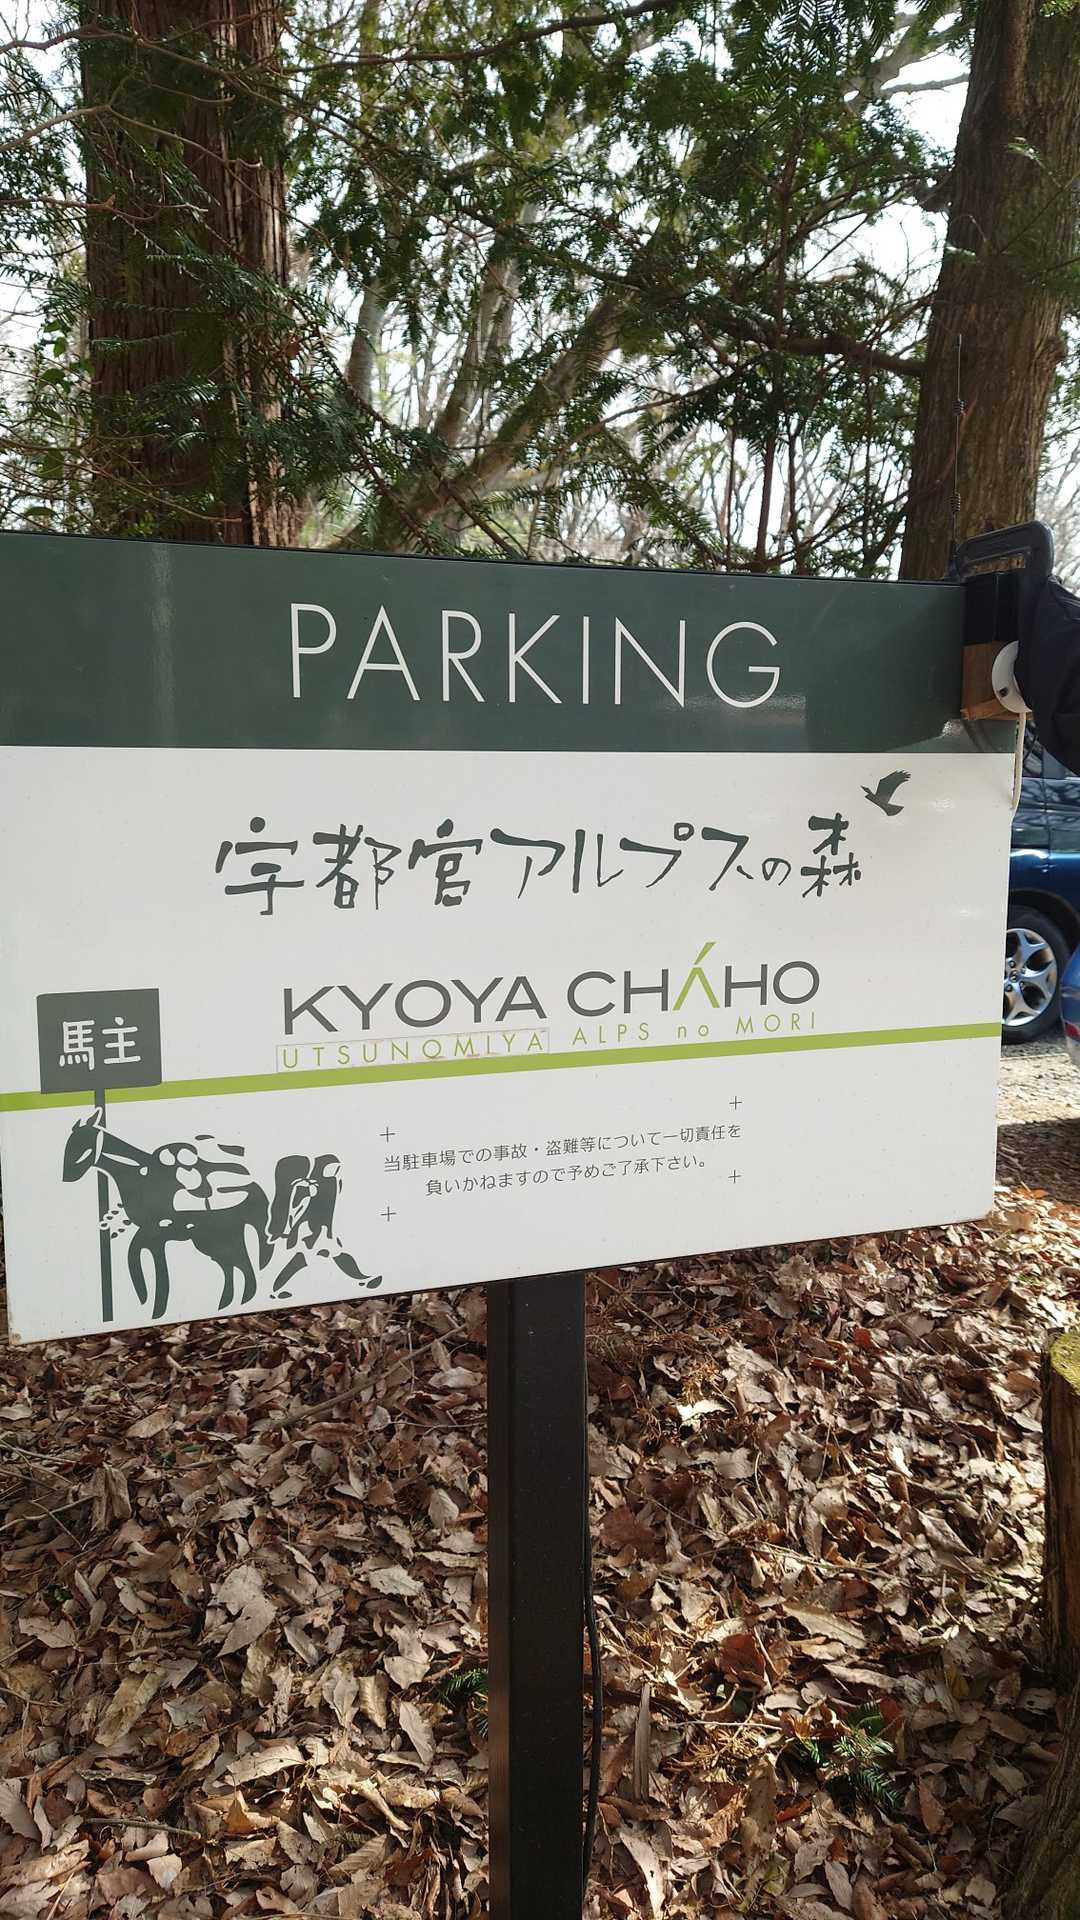 PARKING
宇都宮アルプスの森
KYOYA CHÁHO
UTSUNOMIYA ALPS no MORI
馬主
当駐車場での事故・盗難等について一切責任を
負いかねますので予めご了承下さい。